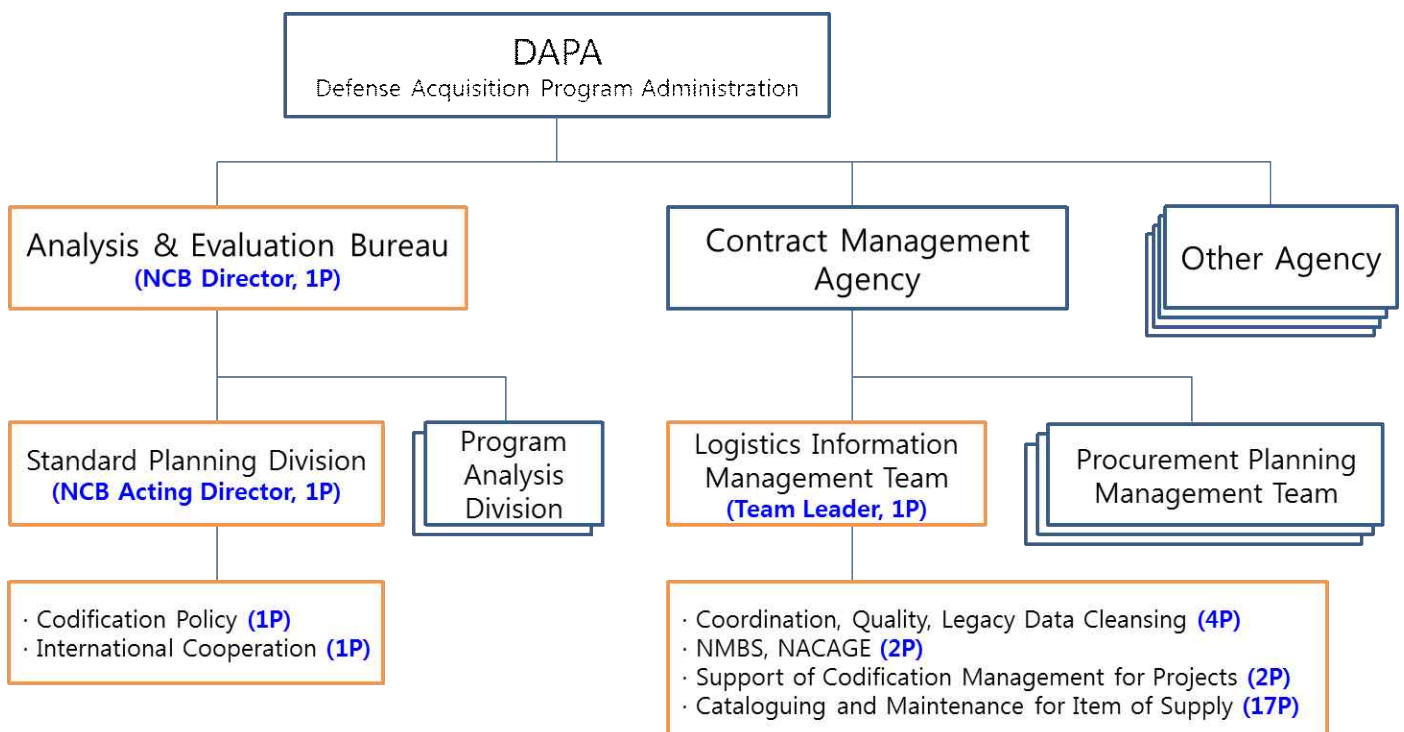 DAPA
Defense Acquisition Program Administration
Analysis & Evaluation Bureau
(NCB Director, 1P)
Contract Management
Agency
Other Agency
Standard Planning Division
(NCB Acting Director, 1P)
Program
Analysis
Division
Logistics Information
Management Team
(Team Leader, 1P)
Procurement Planning
Management Team
· Codification Policy (1P)
· International Cooperation (1P)
· Coordination, Quality, Legacy Data Cleansing (4P)
· NMBS, NACAGE (2P)
· Support of Codification Management for Projects (2P)
· Cataloguing and Maintenance for Item of Supply (17P)